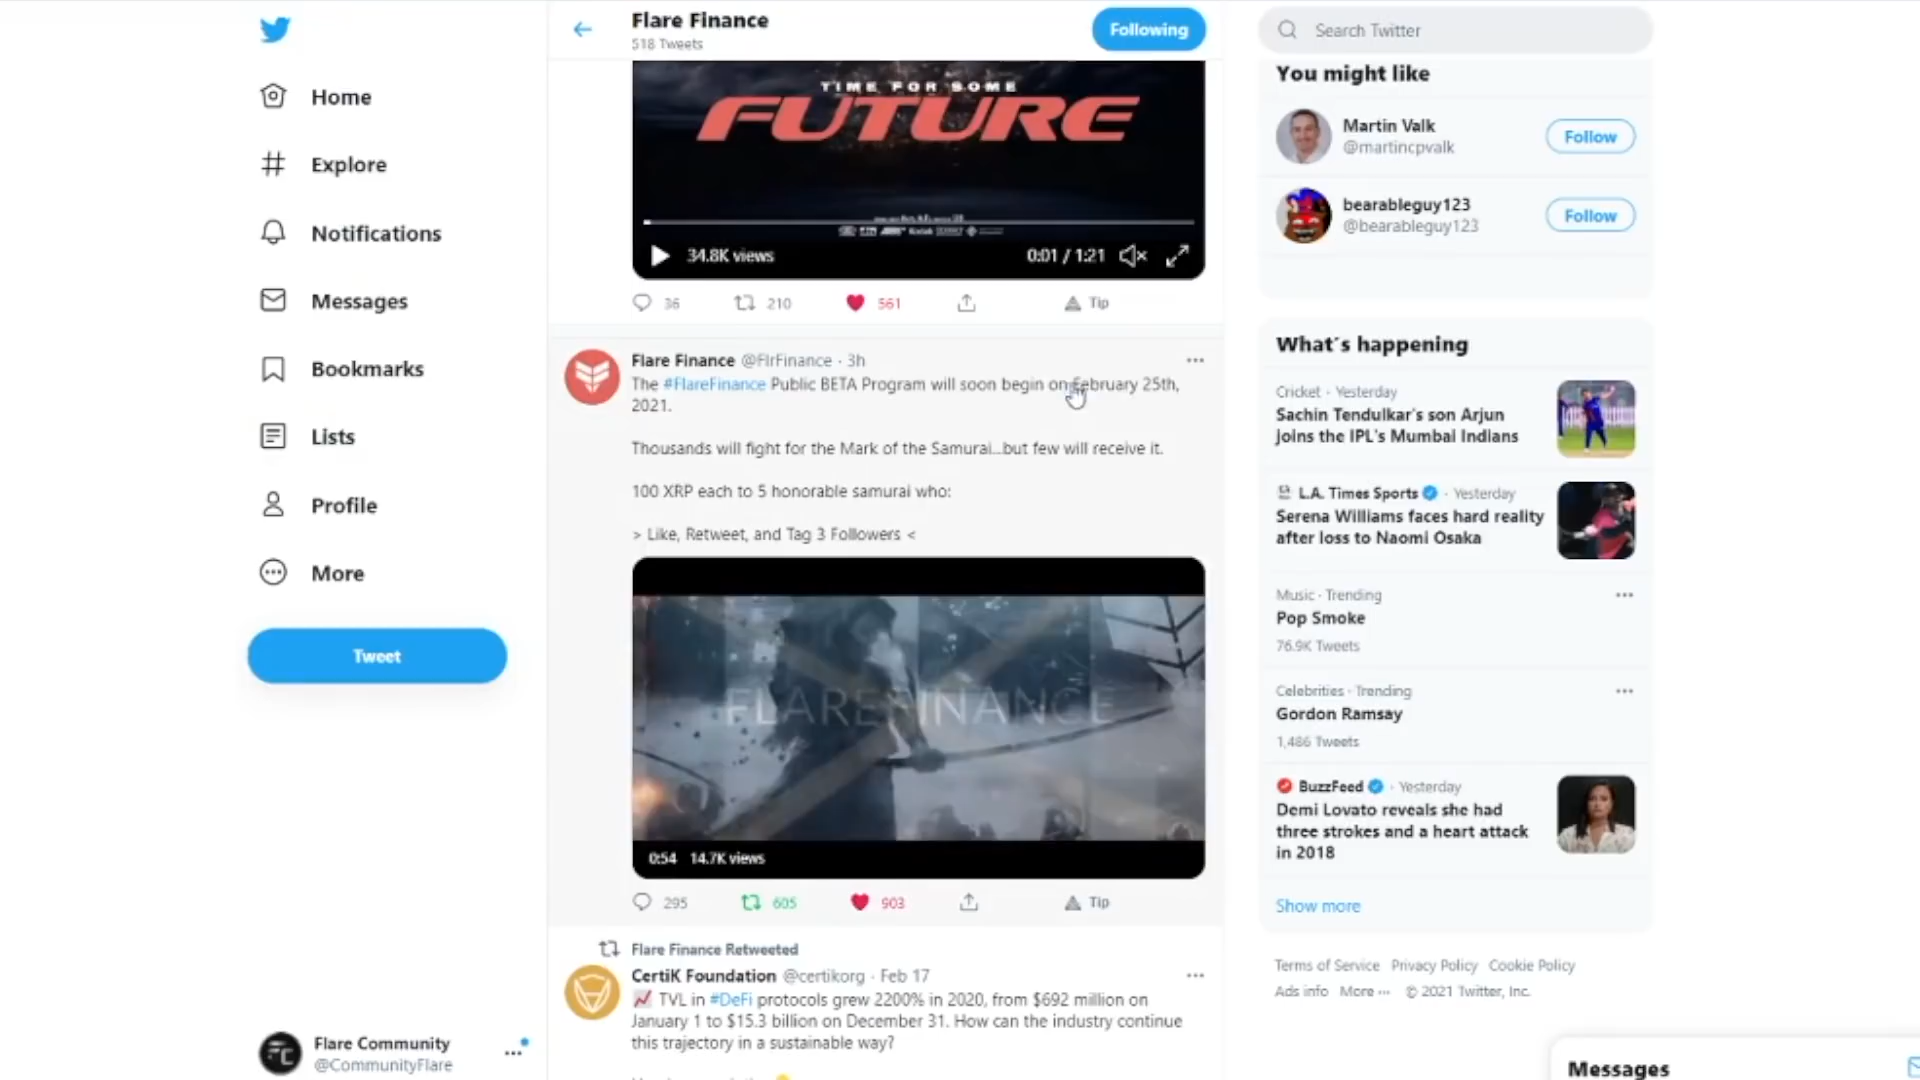 Flare Finance
518 Tweets
Following
Search Twitter
Home
Explore
Notifications
Messages
Bookmarks
Lists
Profile
More
Tweet
Flare Community
@CommunityFlare
TIME FOR SOME
FUTURE
34.8K views
0:01 / 1:21
36
210
561
Tip
Flare Finance @FlrFinance · 3h
The #FlareFinance Public BETA Program will soon begin on February 25th,
2021.
Thousands will fight for the Mark of the Samurai...but few will receive it.
100 XRP each to 5 honorable samurai who:
> Like, Retweet, and Tag 3 Followers <
FLAREFINANCE
0:54 14.7K views
295
605
903
Tip
Flare Finance Retweeted
CertiK Foundation @certikorg · Feb 17
TVL in #DeFi protocols grew 2200% in 2020, from $692 million on
January 1 to $15.3 billion on December 31. How can the industry continue
this trajectory in a sustainable way?
You might like
Martin Valk
@martincpvalk
Follow
bearableguy123
@bearableguy123
Follow
What's happening
Cricket · Yesterday
Sachin Tendulkar's son Arjun
joins the IPL's Mumbai Indians
L.A. Times Sports · Yesterday
Serena Williams faces hard reality
after loss to Naomi Osaka
Music · Trending
Pop Smoke
76.9K Tweets
Celebrities · Trending
Gordon Ramsay
1,486 Tweets
BuzzFeed · Yesterday
Demi Lovato reveals she had
three strokes and a heart attack
in 2018
Show more
Terms of Service Privacy Policy Cookie Policy
Ads info More ··· © 2021 Twitter, Inc.
Messages